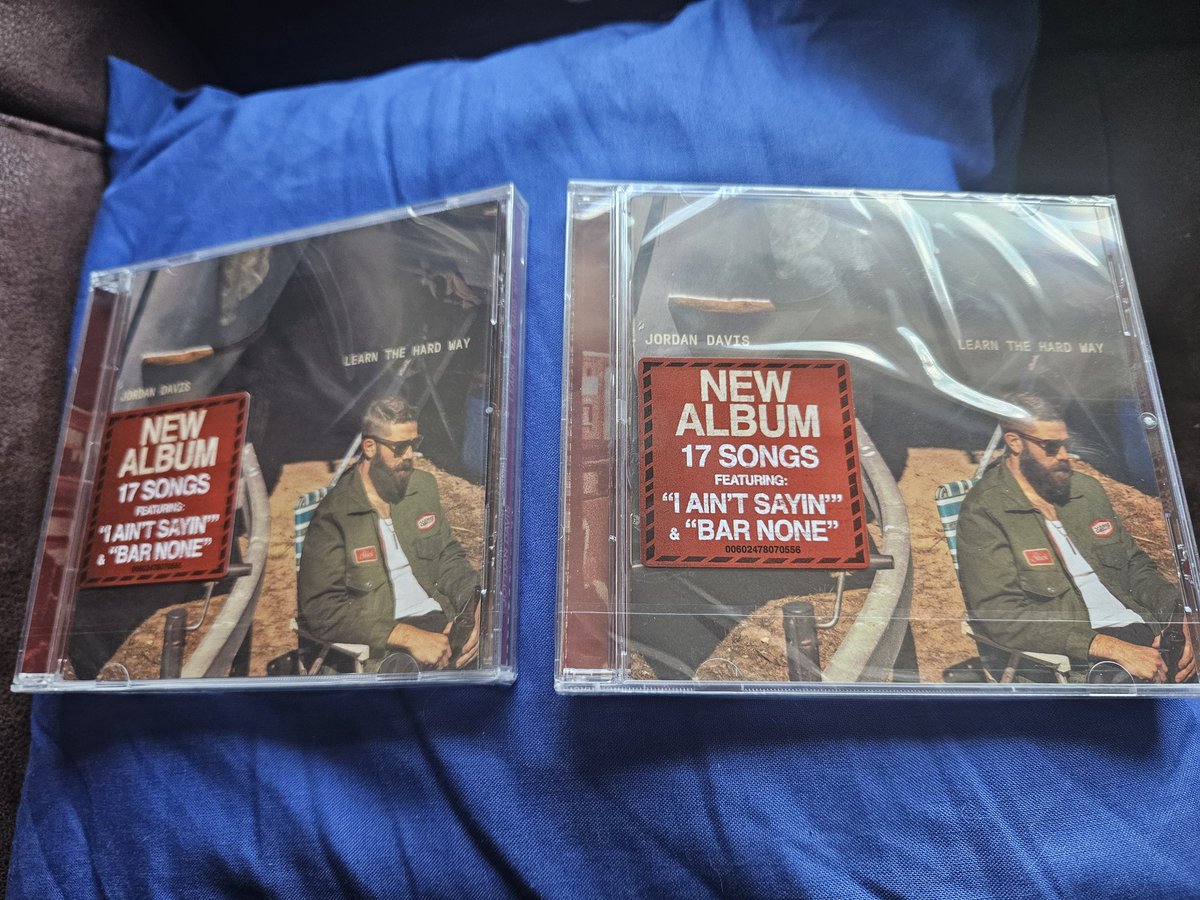 JORDAN DAVIS
LEARN THE HARD WAY
NEW
ALBUM
17 SONGS
FEATURING:
“I AIN’T SAYIN’”
& “BAR NONE”
00602478070556
JORDAN DAVIS
LEARN THE HARD WAY
NEW
ALBUM
17 SONGS
FEATURING:
“I AIN’T SAYIN’”
& “BAR NONE”
00602478070556